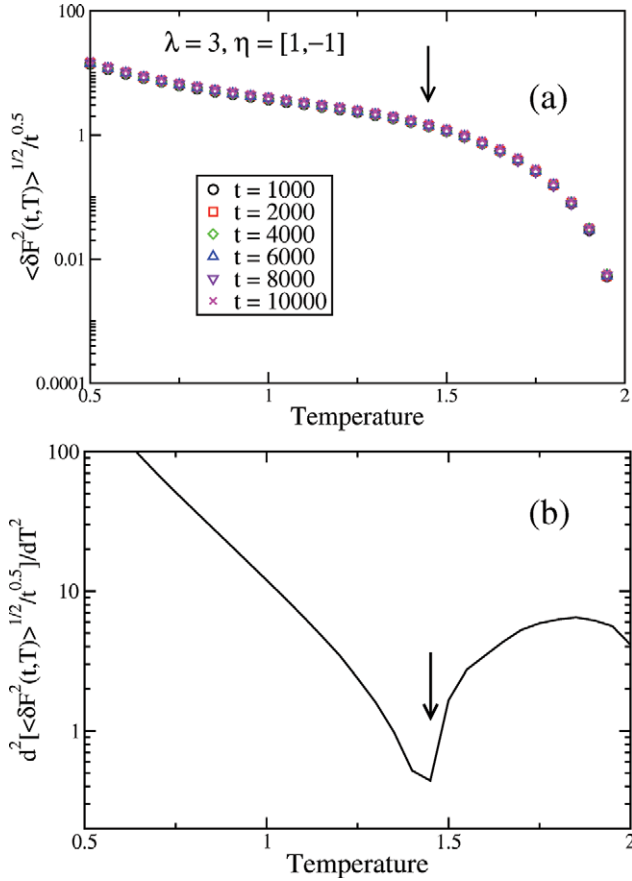 100
λ = 3, η = [1,−1]
(a)
1
0.01
0.0001
<δF²(t,T)>^{1/2}/t^{0.5}
t = 1000
t = 2000
t = 4000
t = 6000
t = 8000
t = 10000
0.5
1
1.5
2
Temperature
100
(b)
10
1
d²[<δF²(t,T)>^{1/2}/t^{0.5}]/dT²
0.5
1
1.5
2
Temperature